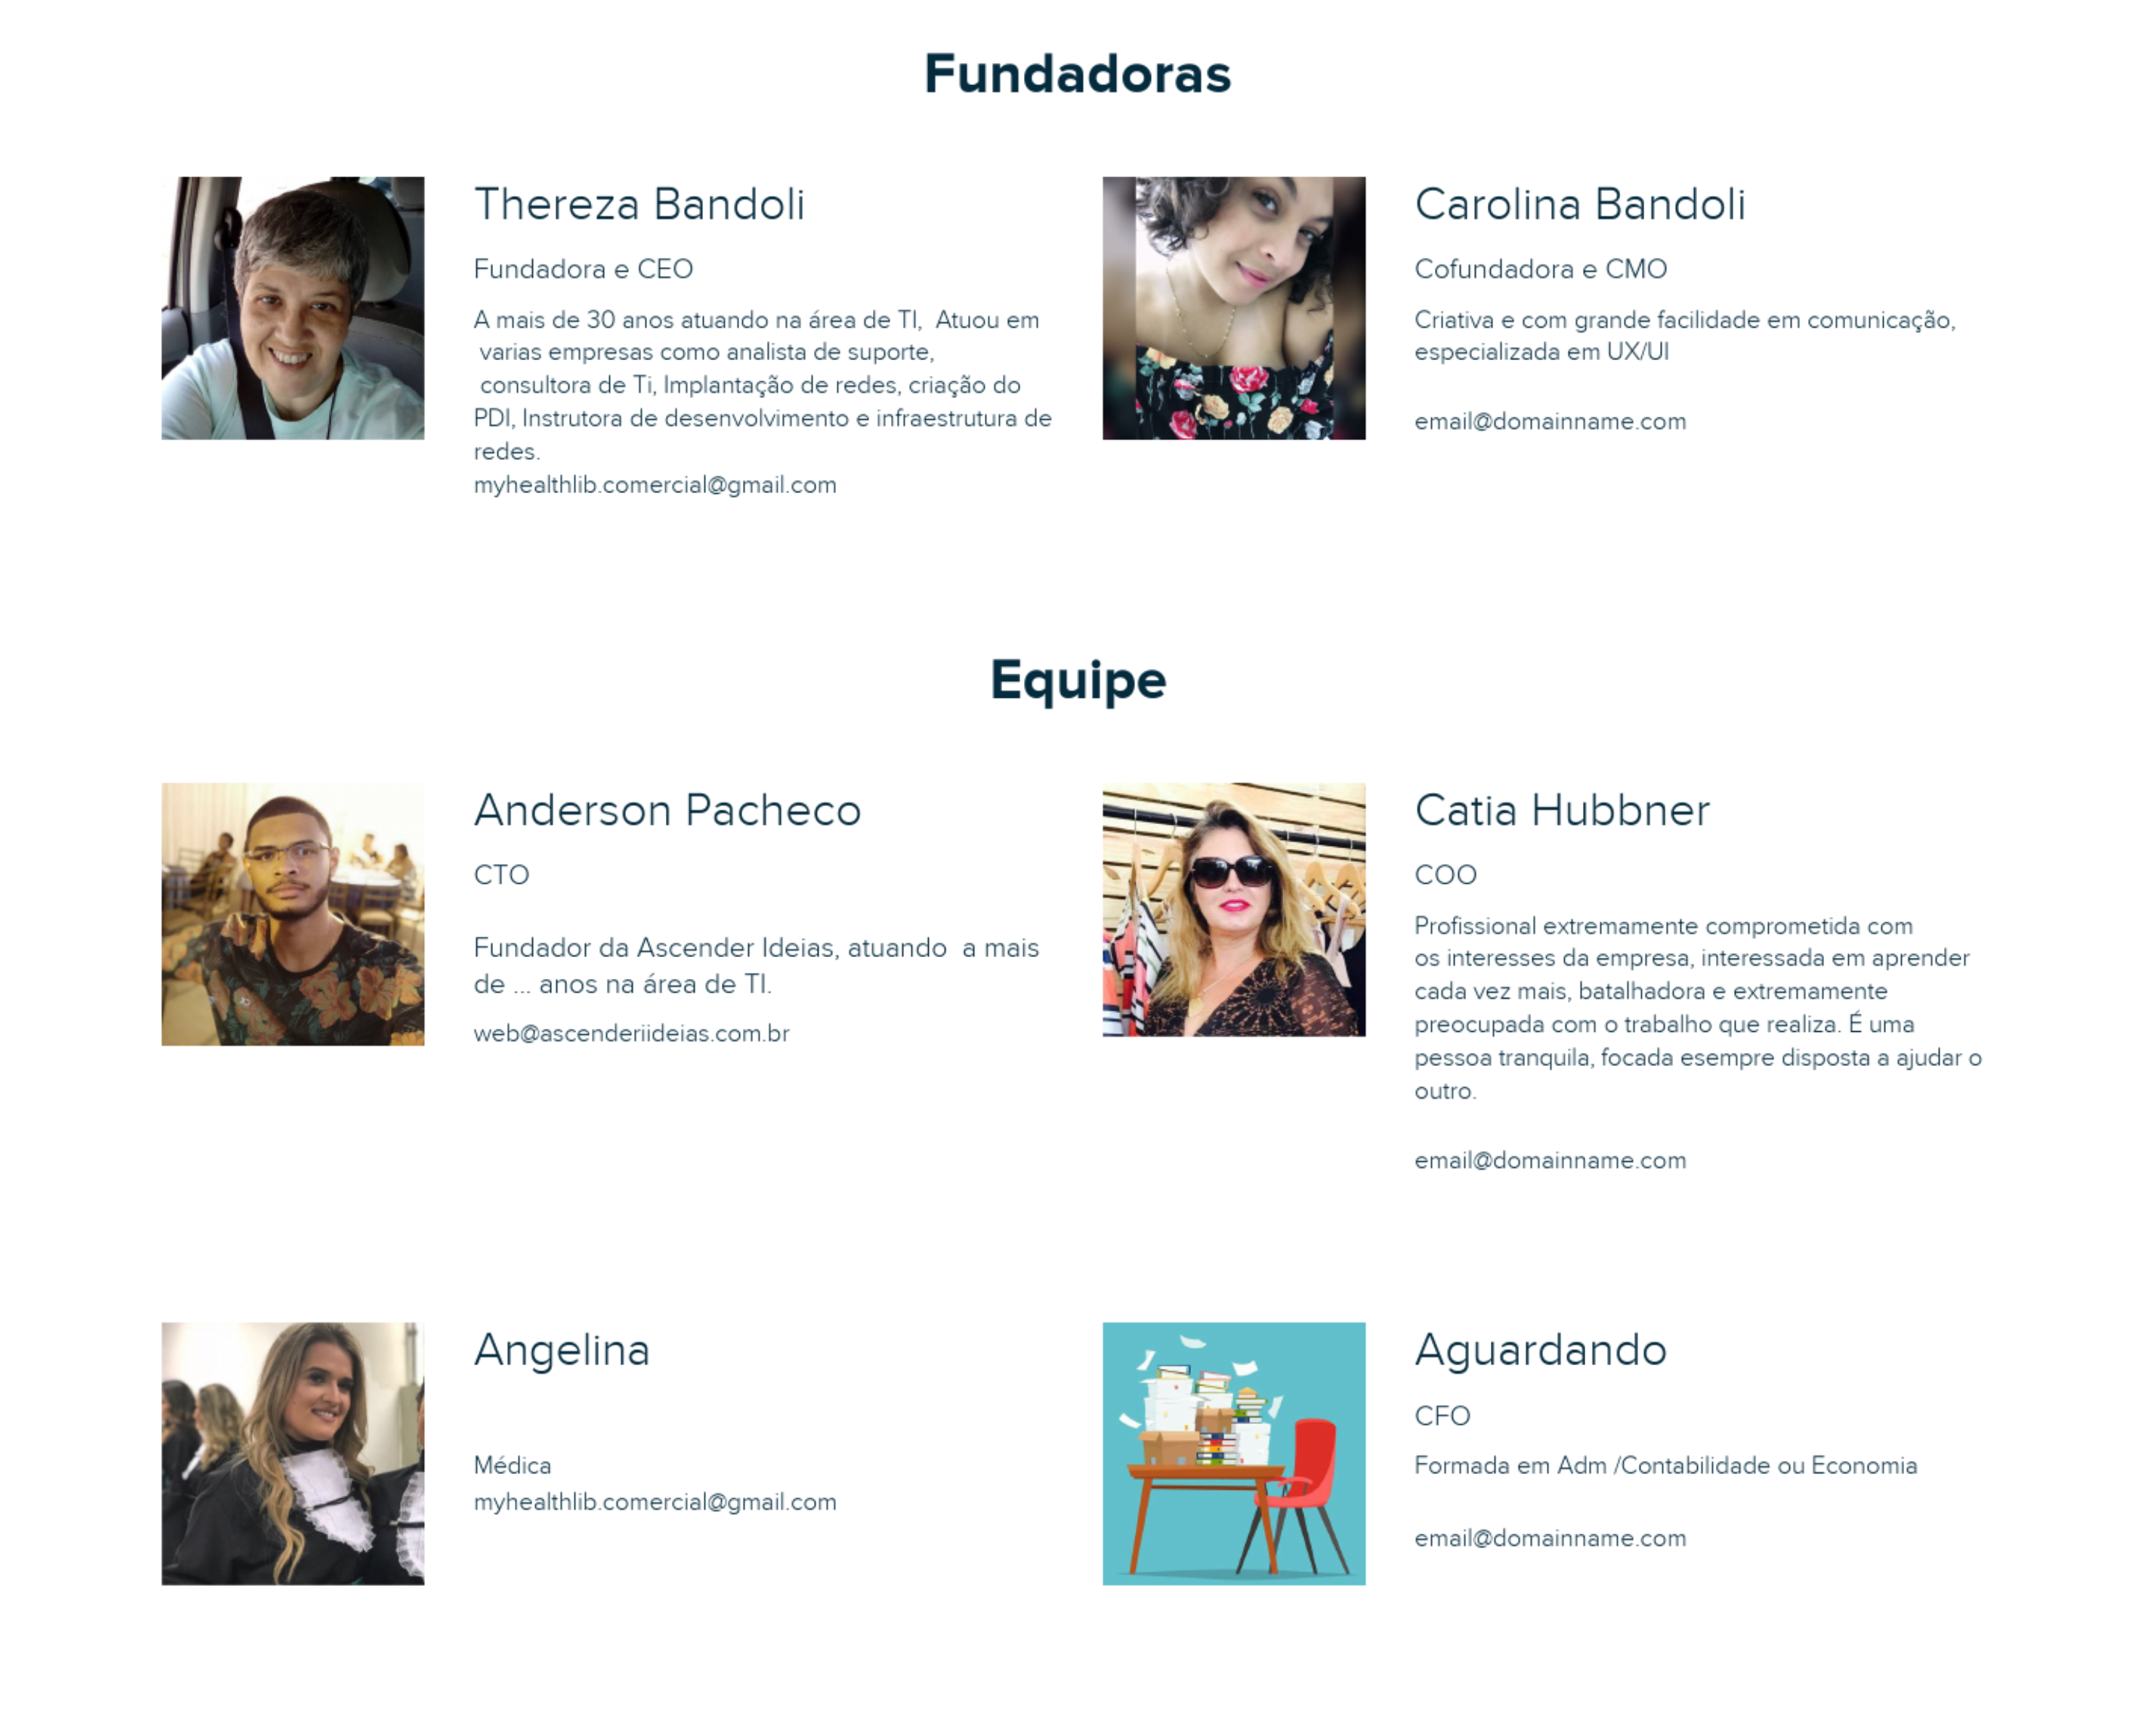 Fundadoras
Thereza Bandoli
Fundadora e CEO
A mais de 30 anos atuando na área de TI, Atuou em
varias empresas como analista de suporte,
consultora de Ti, Implantação de redes, criação do
PDI, Instrutora de desenvolvimento e infraestrutura de
redes.
myhealthlib.comercial@gmail.com
Carolina Bandoli
Cofundadora e CMO
Criativa e com grande facilidade em comunicação,
especializada em UX/UI
email@domainname.com
Equipe
Anderson Pacheco
CTO
Fundador da Ascender Ideias, atuando a mais
de ... anos na área de TI.
web@ascenderiideias.com.br
Catia Hubbner
COO
Profissional extremamente comprometida com
os interesses da empresa, interessada em aprender
cada vez mais, batalhadora e extremamente
preocupada com o trabalho que realiza. É uma
pessoa tranquila, focada esempre disposta a ajudar o
outro.
email@domainname.com
Angelina
Médica
myhealthlib.comercial@gmail.com
Aguardando
CFO
Formada em Adm /Contabilidade ou Economia
email@domainname.com